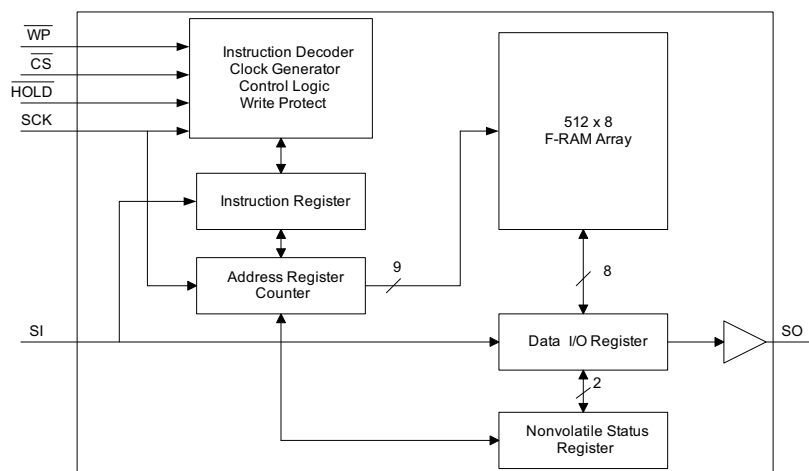 WP
CS
HOLD
SCK
Instruction Decoder
Clock Generator
Control Logic
Write Protect
512 x 8
F-RAM Array
Instruction Register
Address Register
Counter
9
8
SI
Data I/O Register
SO
2
Nonvolatile Status
Register